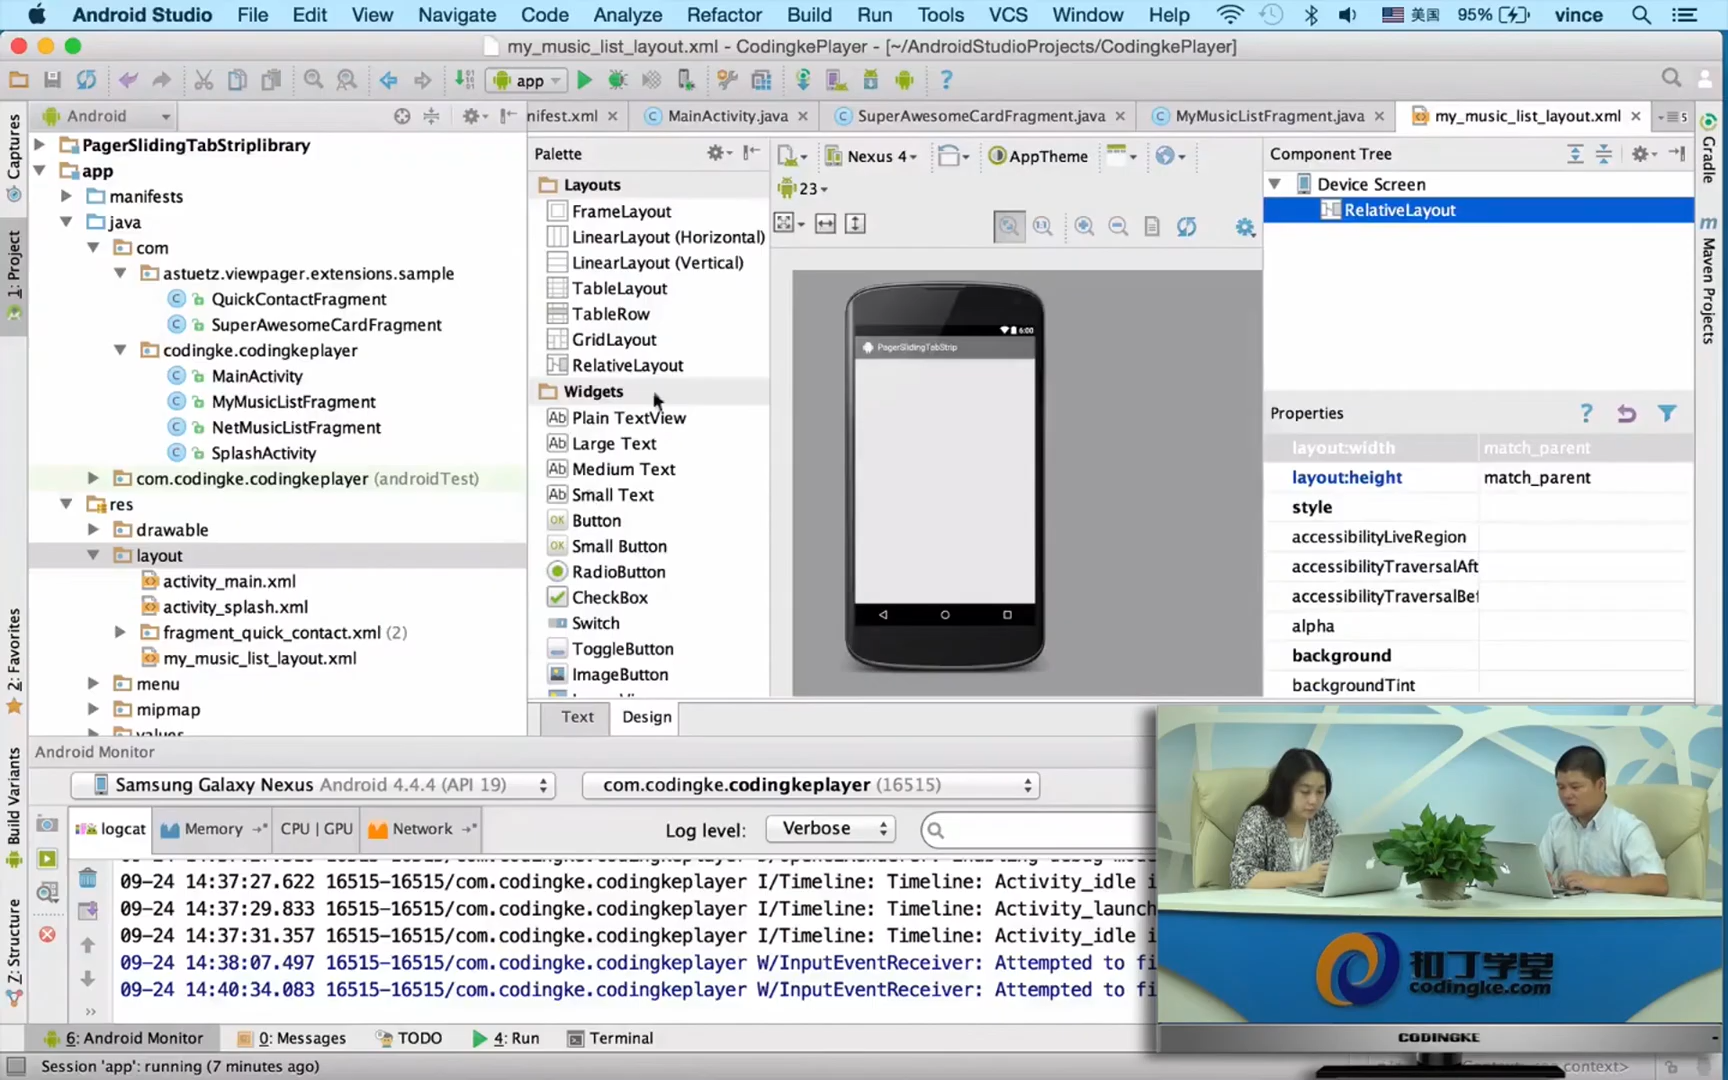 Android Studio File Edit View Navigate Code Analyze Refactor Build Run Tools VCS Window Help 美国 95% vince
my_music_list_layout.xml - CodingkePlayer - [~/AndroidStudioProjects/CodingkePlayer]
app
Android
nifest.xml MainActivity.java SuperAwesomeCardFragment.java MyMusicListFragment.java my_music_list_layout.xml 5
Captures
1: Project
2: Favorites
Build Variants
Z: Structure
PagerSlidingTabStriplibrary
app
manifests
java
com
astuetz.viewpager.extensions.sample
QuickContactFragment
SuperAwesomeCardFragment
codingke.codingkeplayer
MainActivity
MyMusicListFragment
NetMusicListFragment
SplashActivity
com.codingke.codingkeplayer (androidTest)
res
drawable
layout
activity_main.xml
activity_splash.xml
fragment_quick_contact.xml (2)
my_music_list_layout.xml
menu
mipmap
values
Palette
Layouts
FrameLayout
LinearLayout (Horizontal)
LinearLayout (Vertical)
TableLayout
TableRow
GridLayout
RelativeLayout
Widgets
Plain TextView
Large Text
Medium Text
Small Text
Button
Small Button
RadioButton
CheckBox
Switch
ToggleButton
ImageButton
Text Design
Nexus 4 AppTheme
23
6:00
PagerSlidingTabStrip
Component Tree
Device Screen
RelativeLayout
Properties
layout:width match_parent
layout:height match_parent
style
accessibilityLiveRegion
accessibilityTraversalAft
accessibilityTraversalBef
alpha
background
backgroundTint
Gradle
Maven Projects
Android Monitor
Samsung Galaxy Nexus Android 4.4.4 (API 19) com.codingke.codingkeplayer (16515)
logcat Memory CPU | GPU Network Log level: Verbose
09-24 14:37:27.622 16515-16515/com.codingke.codingkeplayer I/Timeline: Timeline: Activity_idle i
09-24 14:37:29.833 16515-16515/com.codingke.codingkeplayer I/Timeline: Timeline: Activity_launc
09-24 14:37:31.357 16515-16515/com.codingke.codingkeplayer I/Timeline: Timeline: Activity_idle i
09-24 14:38:07.497 16515-16515/com.codingke.codingkeplayer W/InputEventReceiver: Attempted to fi
09-24 14:40:34.083 16515-16515/com.codingke.codingkeplayer W/InputEventReceiver: Attempted to fi
扣丁学堂
codingke.com
CODINGKE
6: Android Monitor 0: Messages TODO 4: Run Terminal
Session 'app': running (7 minutes ago)